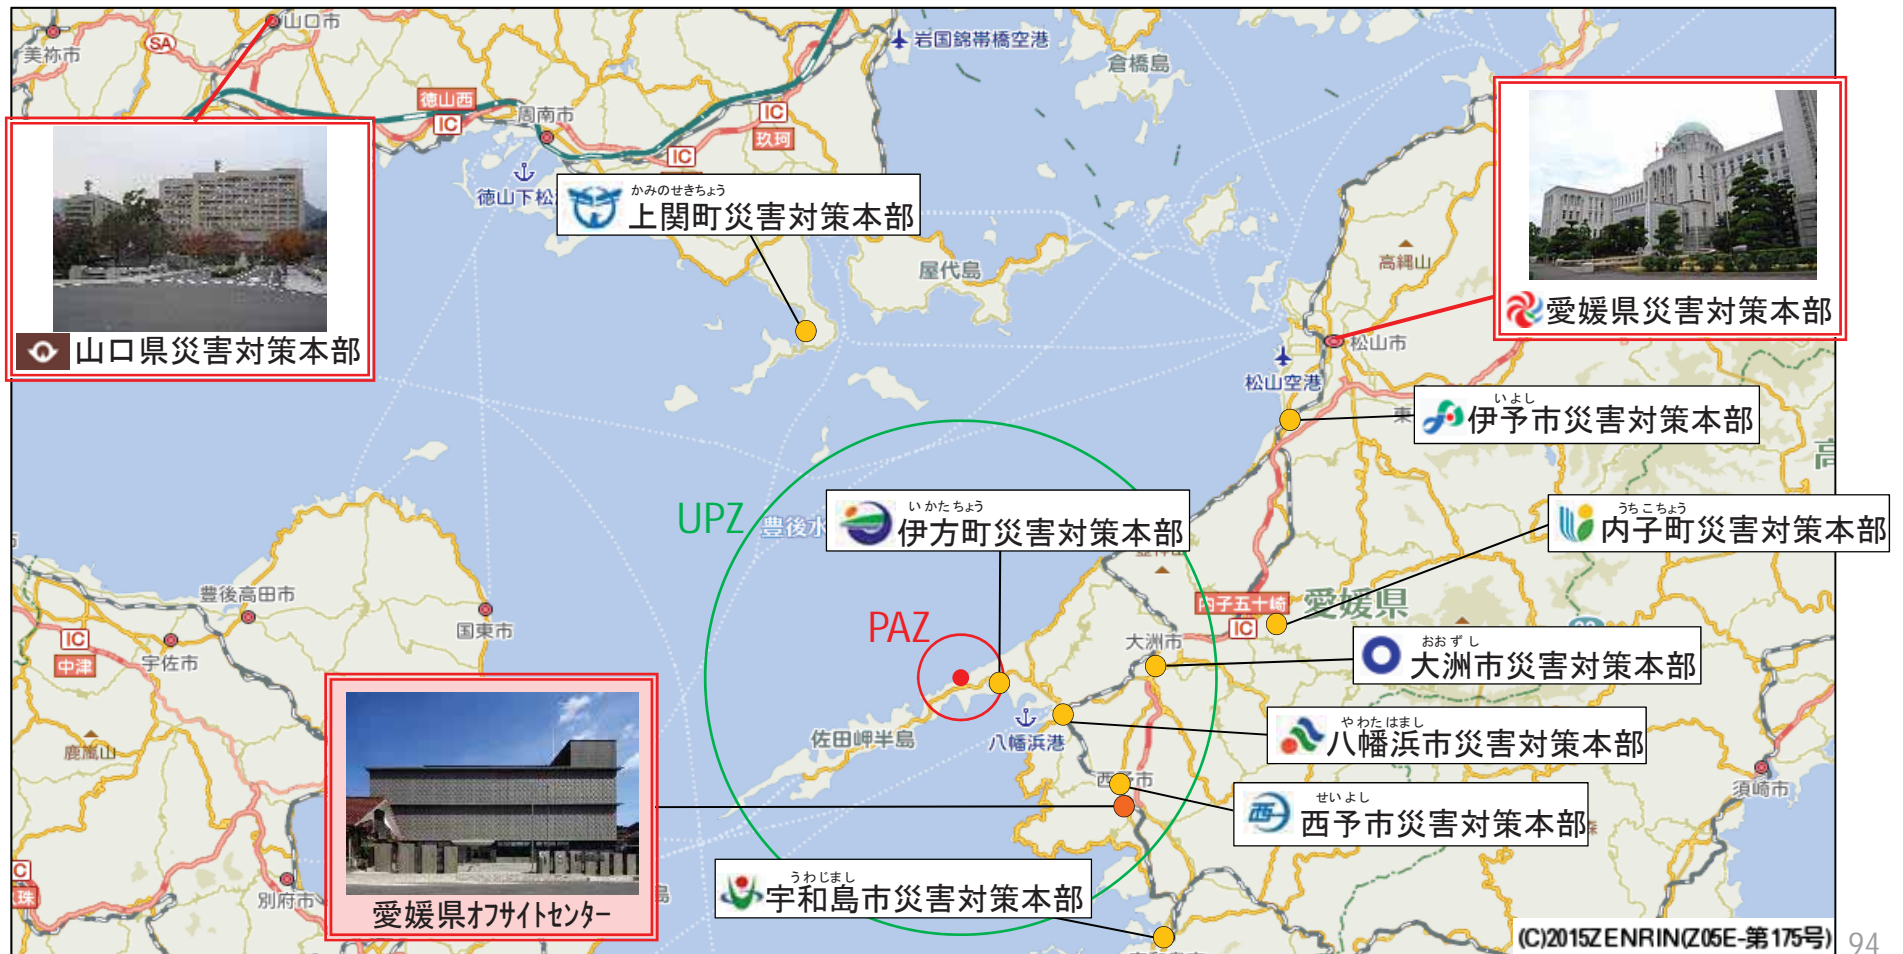 山口市
美祢市
SA
岩国錦帯橋空港
倉橋島
徳山西
IC
周南市
IC
玖珂
IC
徳山下松
かみのせきちょう
上関町災害対策本部
屋代島
高縄山
山口県災害対策本部
愛媛県災害対策本部
松山市
松山空港
東
いよし
伊予市災害対策本部
高
UPZ
豊後水
いかたちょう
伊方町災害対策本部
うちこちょう
内子町災害対策本部
豊後高田市
国東市
IC
中津
宇佐市
PAZ
内子五十崎
IC
愛媛県
大洲市
おおずし
大洲市災害対策本部
鹿嵐山
佐田岬半島
八幡浜港
やわたはまし
八幡浜市災害対策本部
西予市
須崎市
せいよし
西予市災害対策本部
森
愛媛県オフサイトセンター
うわじまし
宇和島市災害対策本部
島
別府市
珠
(C)2015ZENRIN(Z05E-第175号)
94